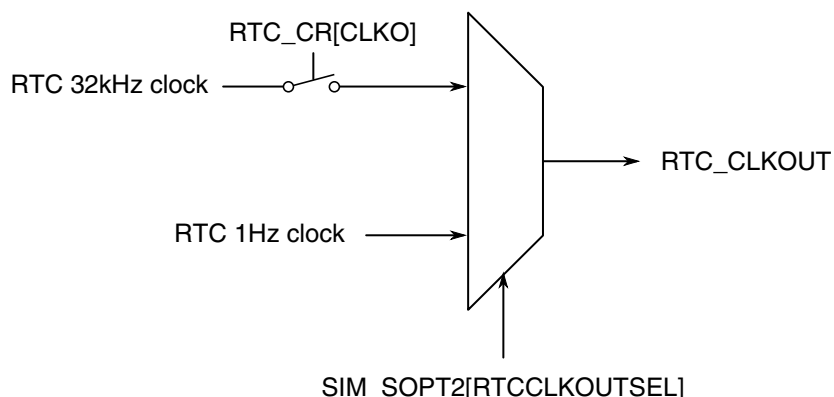 RTC_CR[CLKO]
RTC 32kHz clock
RTC_CLKOUT
RTC 1Hz clock
SIM_SOPT2[RTCCLKOUTSEL]